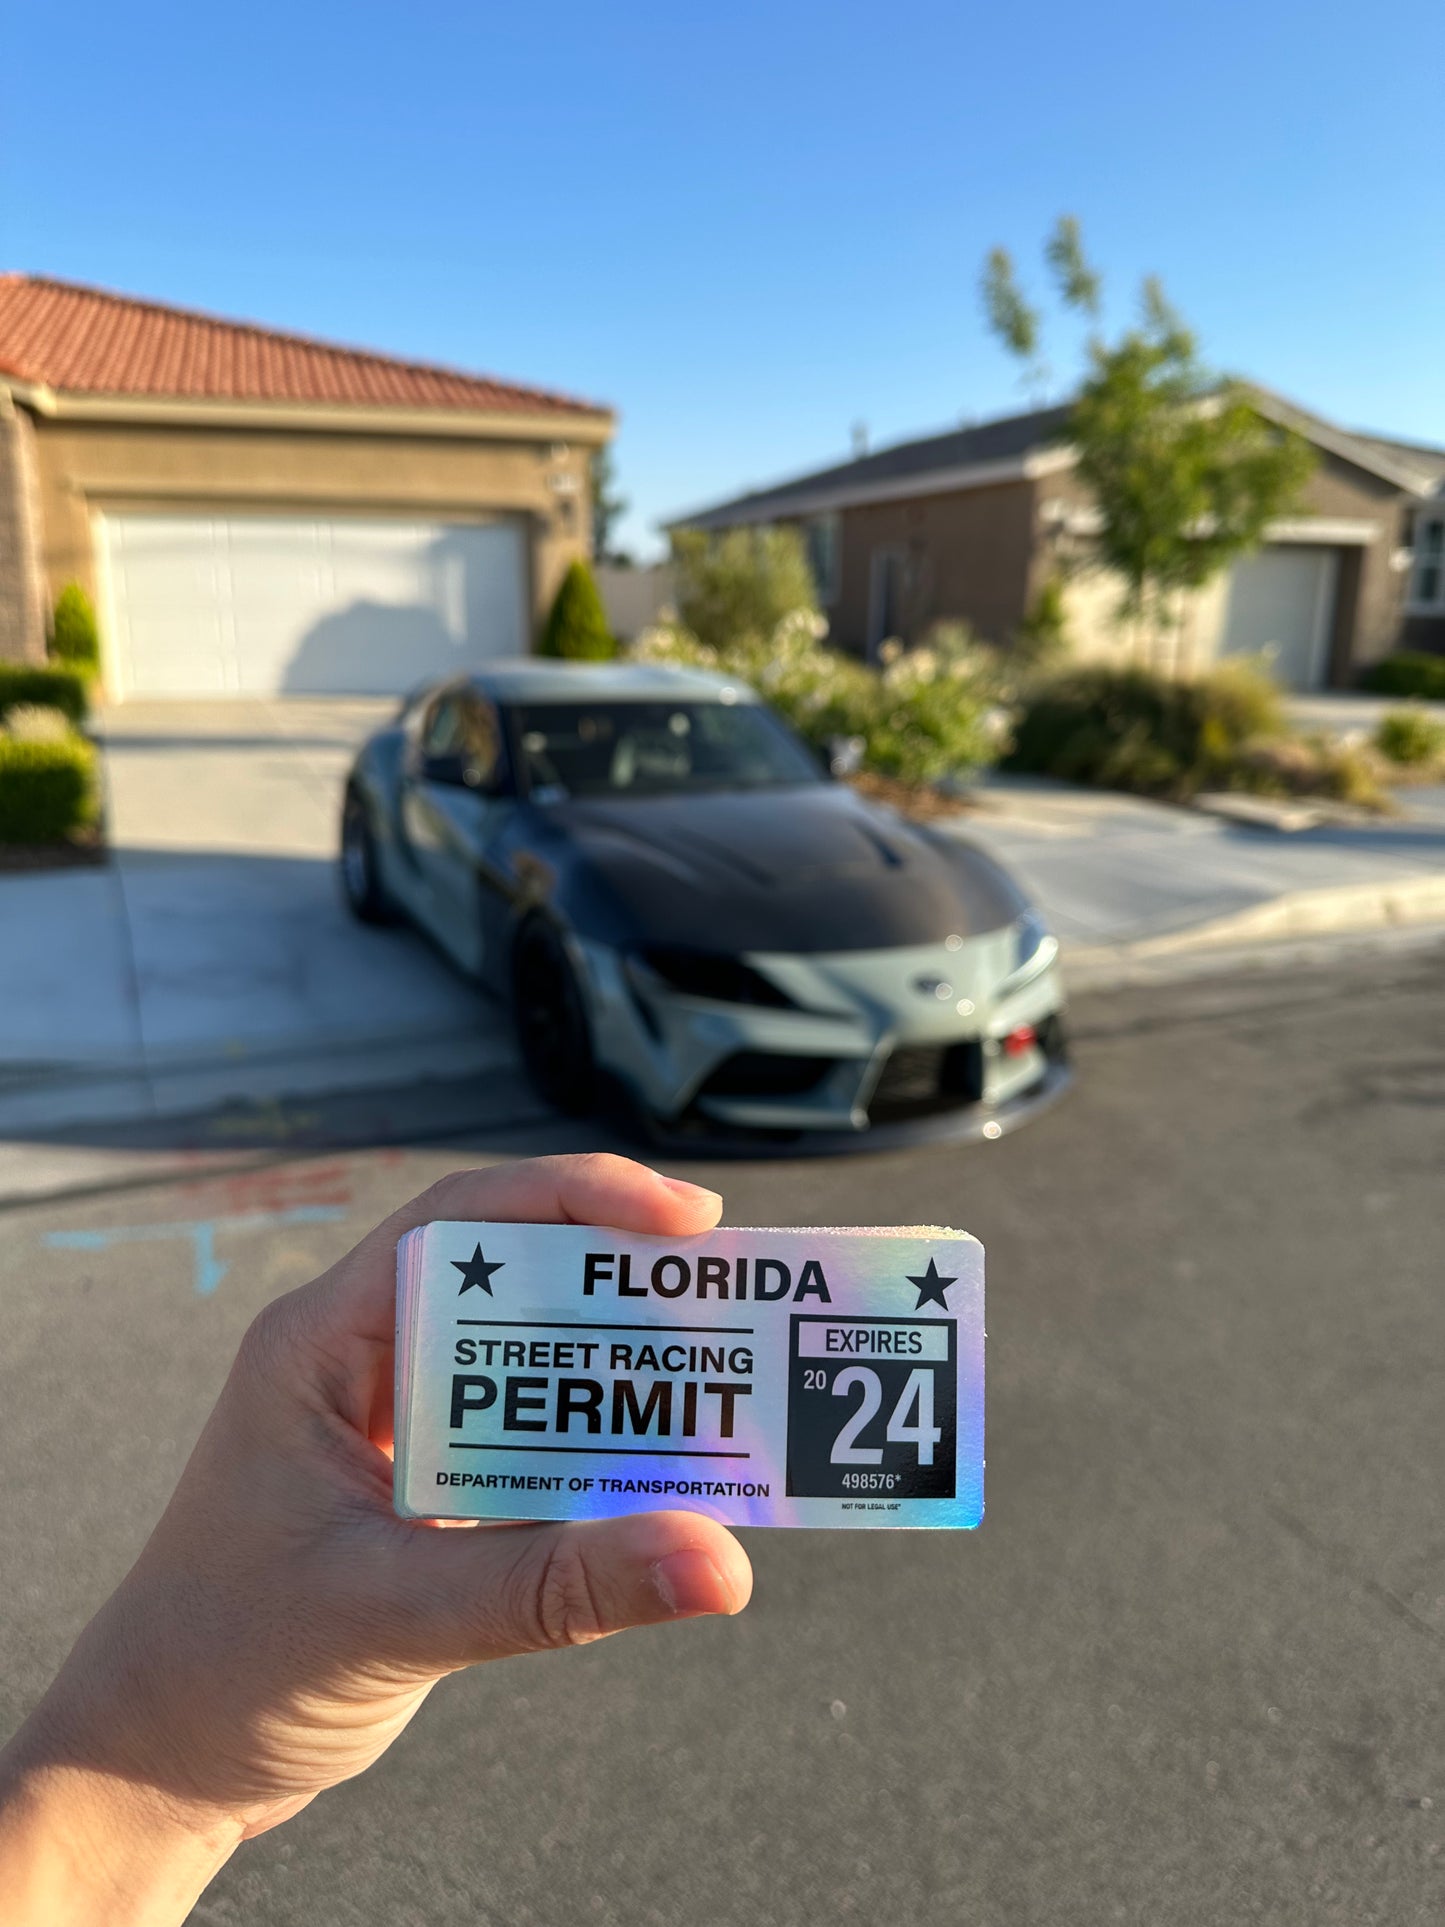 FLORIDA
STREET RACING
PERMIT
DEPARTMENT OF TRANSPORTATION
EXPIRES
20 24
498576*
NOT FOR LEGAL USE*